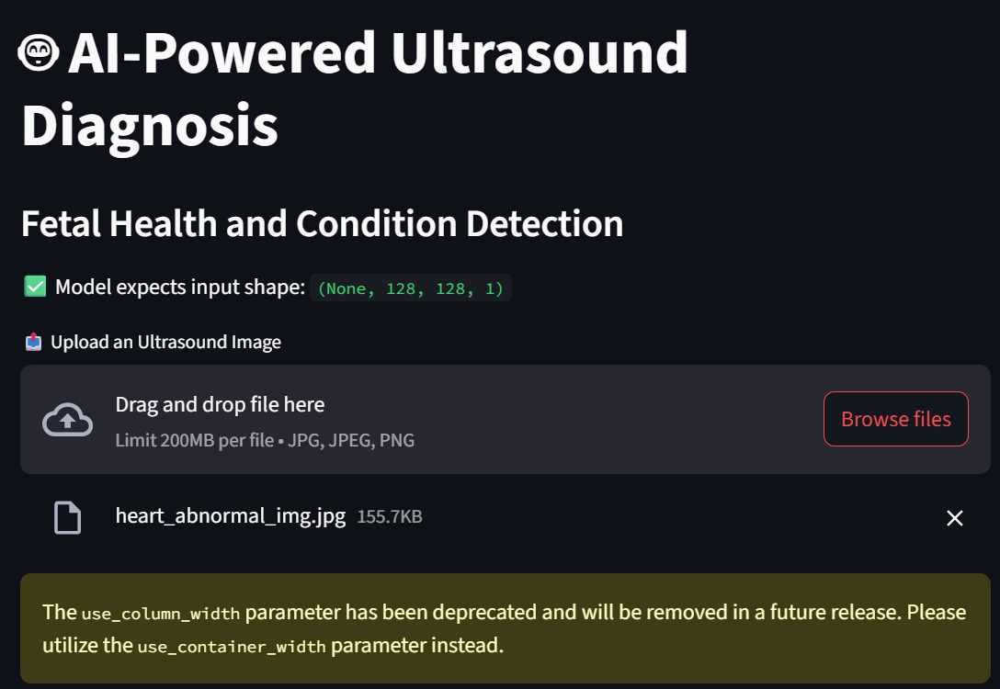 AI-Powered Ultrasound
Diagnosis
Fetal Health and Condition Detection
Model expects input shape: (None, 128, 128, 1)
Upload an Ultrasound Image
Drag and drop file here
Limit 200MB per file • JPG, JPEG, PNG
Browse files
heart_abnormal_img.jpg 155.7KB
The use_column_width parameter has been deprecated and will be removed in a future release. Please
utilize the use_container_width parameter instead.